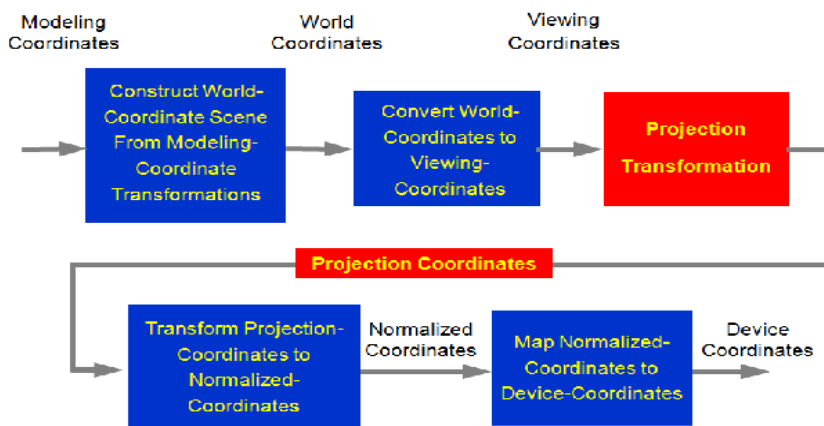 Modeling
Coordinates
World
Coordinates
Viewing
Coordinates
Construct World-
Coordinate Scene
From Modeling-
Coordinate
Transformations
Convert World-
Coordinates to
Viewing-
Coordinates
Projection
Transformation
Projection Coordinates
Transform Projection-
Coordinates to
Normalized-
Coordinates
Normalized
Coordinates
Map Normalized-
Coordinates to
Device-Coordinates
Device
Coordinates